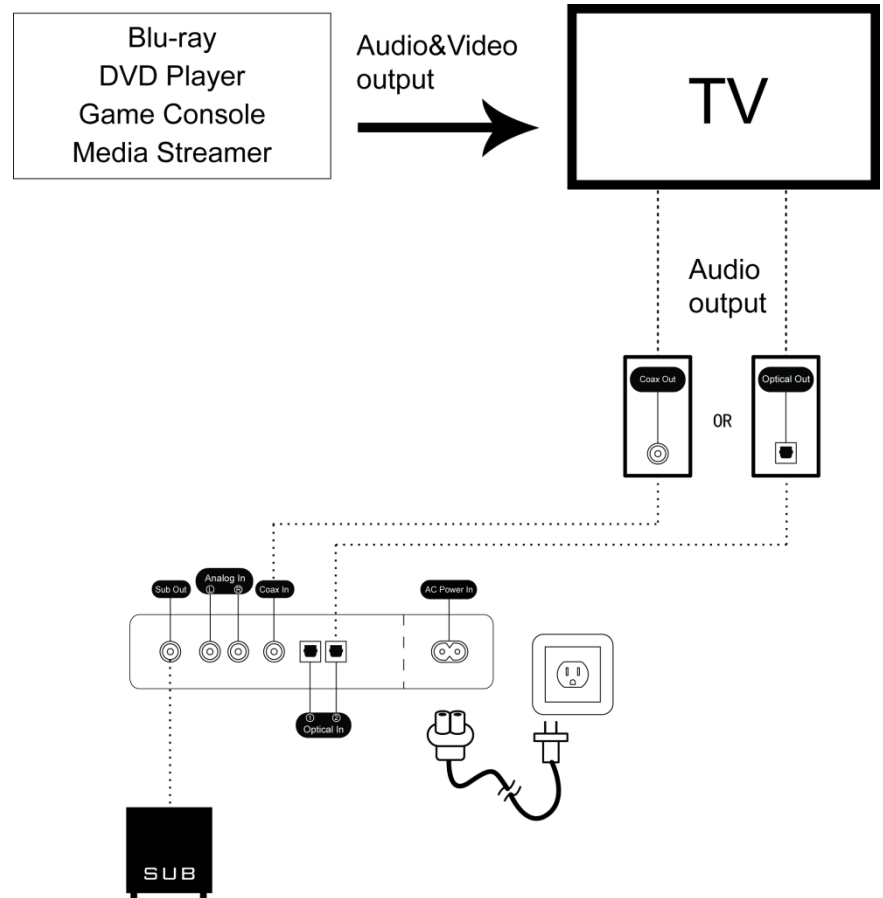 Blu-ray
DVD Player
Game Console
Media Streamer
Audio&Video
output
TV
Audio
output
Coax Out
OR
Optical Out
Sub Out
Analog In
L
R
Coax In
AC Power In
1
2
Optical In
SUB